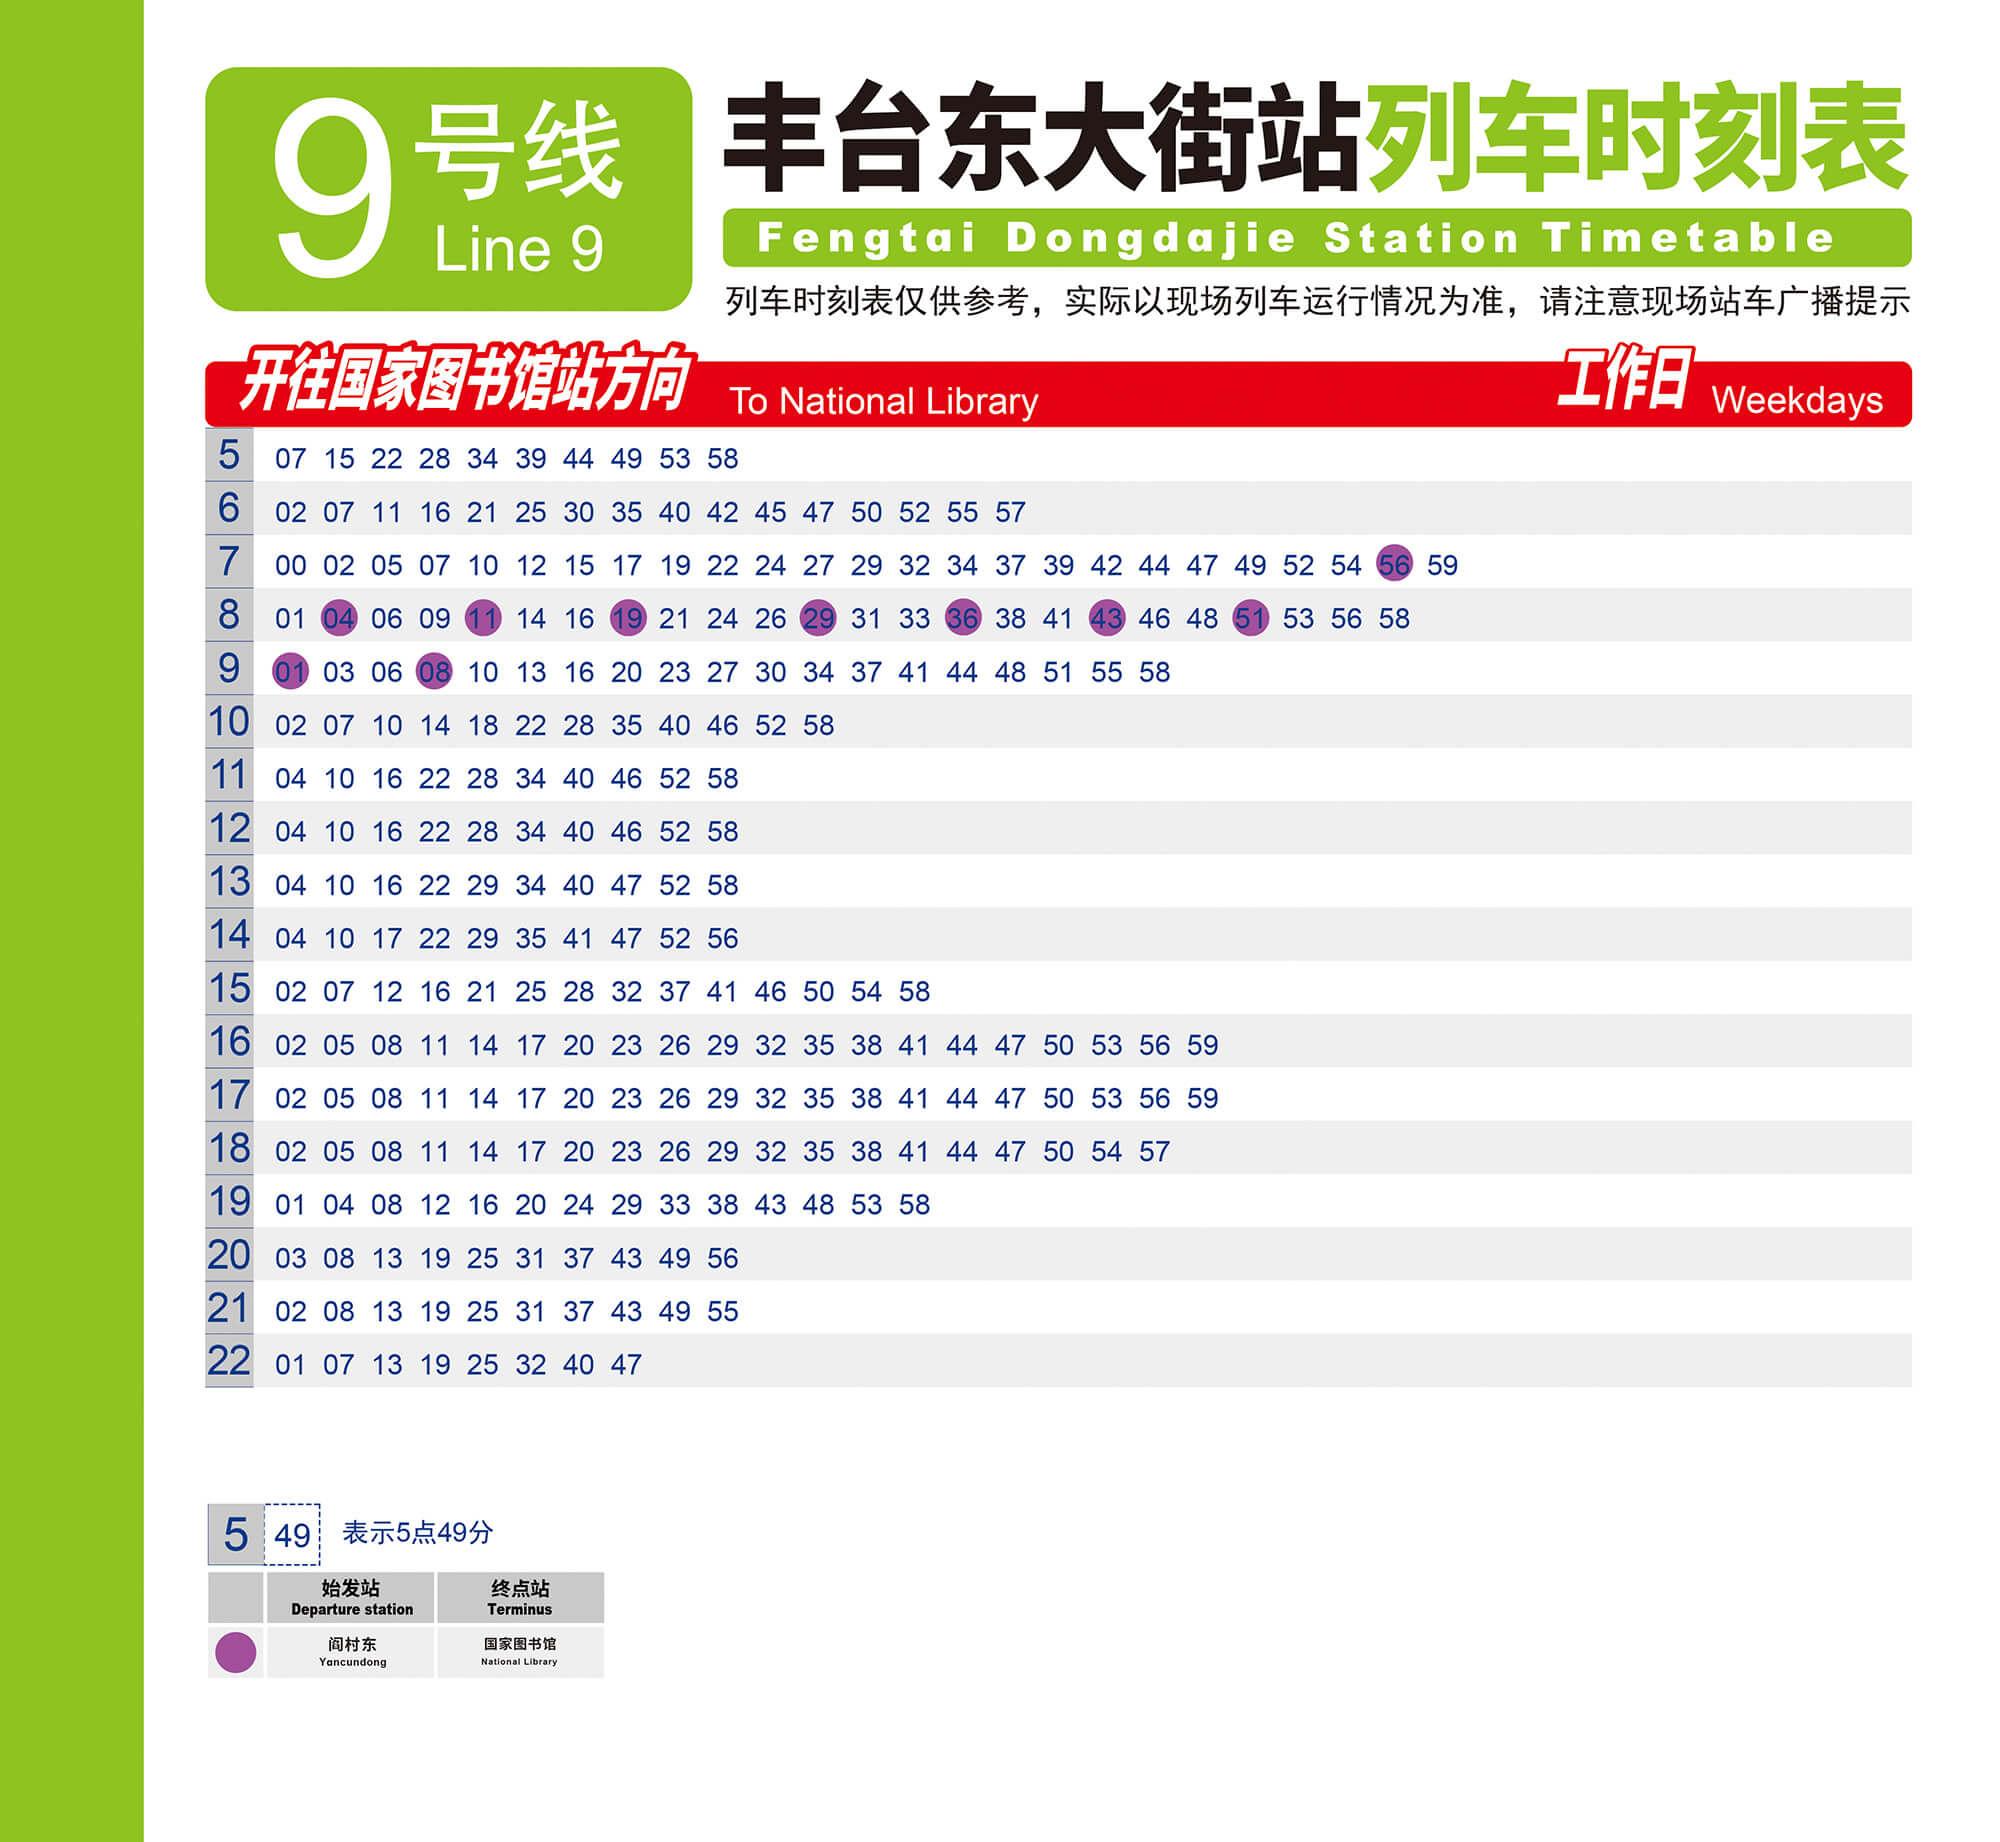 9号线
Line 9
丰台东大街站列车时刻表
Fengtai Dongdajie Station Timetable
列车时刻表仅供参考，实际以现场列车运行情况为准，请注意现场站车广播提示
开往国家图书馆站方向 To National Library 工作日 Weekdays
5 07 15 22 28 34 39 44 49 53 58
6 02 07 11 16 21 25 30 35 40 42 45 47 50 52 55 57
7 00 02 05 07 10 12 15 17 19 22 24 27 29 32 34 37 39 42 44 47 49 52 54 56 59
8 01 04 06 09 11 14 16 19 21 24 26 29 31 33 36 38 41 43 46 48 51 53 56 58
9 01 03 06 08 10 13 16 20 23 27 30 34 37 41 44 48 51 55 58
10 02 07 10 14 18 22 28 35 40 46 52 58
11 04 10 16 22 28 34 40 46 52 58
12 04 10 16 22 28 34 40 46 52 58
13 04 10 16 22 29 34 40 47 52 58
14 04 10 17 22 29 35 41 47 52 56
15 02 07 12 16 21 25 28 32 37 41 46 50 54 58
16 02 05 08 11 14 17 20 23 26 29 32 35 38 41 44 47 50 53 56 59
17 02 05 08 11 14 17 20 23 26 29 32 35 38 41 44 47 50 53 56 59
18 02 05 08 11 14 17 20 23 26 29 32 35 38 41 44 47 50 54 57
19 01 04 08 12 16 20 24 29 33 38 43 48 53 58
20 03 08 13 19 25 31 37 43 49 56
21 02 08 13 19 25 31 37 43 49 55
22 01 07 13 19 25 32 40 47
5 49 表示5点49分
始发站 终点站
Departure station Terminus
阎村东 国家图书馆
Yancundong National Library